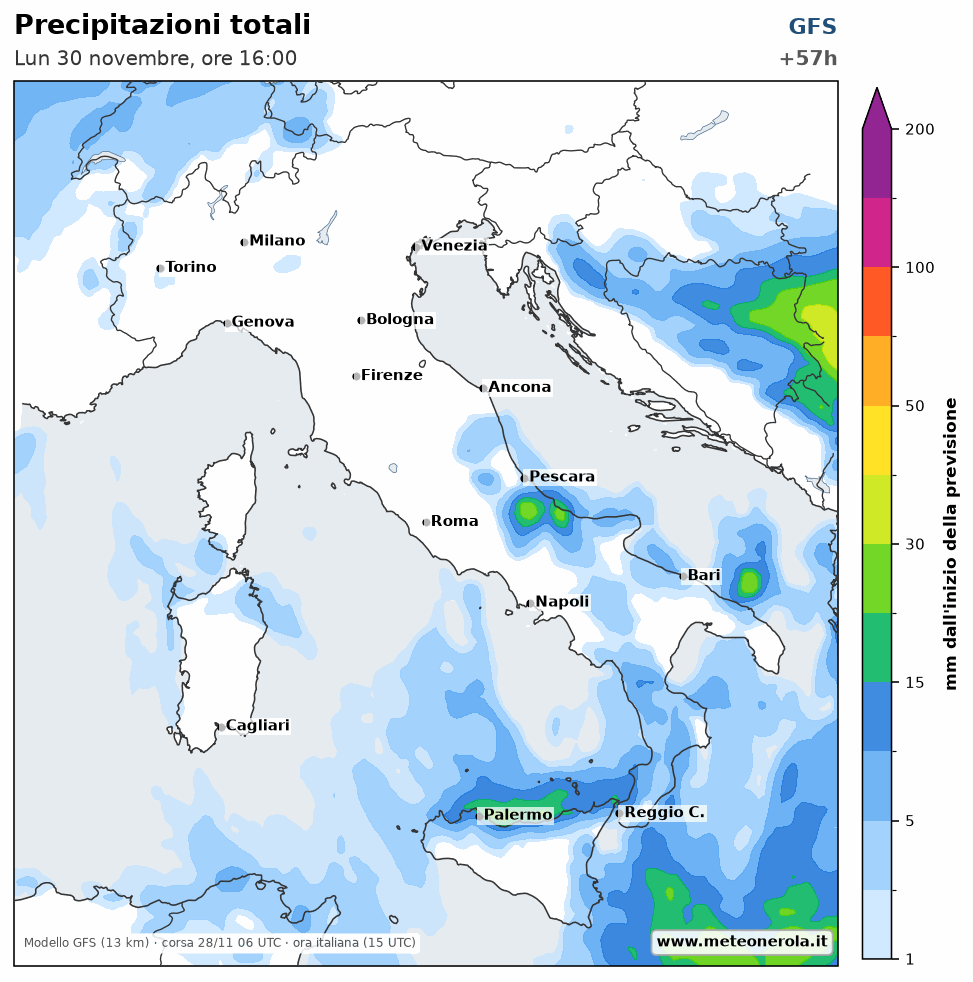 Precipitazioni totali
GFS
Lun 30 novembre, ore 16:00
+57h
200
100
50
30
15
5
1
mm dall'inizio della previsione
Milano
Venezia
Torino
Genova
Bologna
Firenze
Ancona
Pescara
Roma
Bari
Napoli
Cagliari
Palermo
Reggio C.
Modello GFS (13 km) · corsa 28/11 06 UTC · ora italiana (15 UTC)
www.meteonerola.it